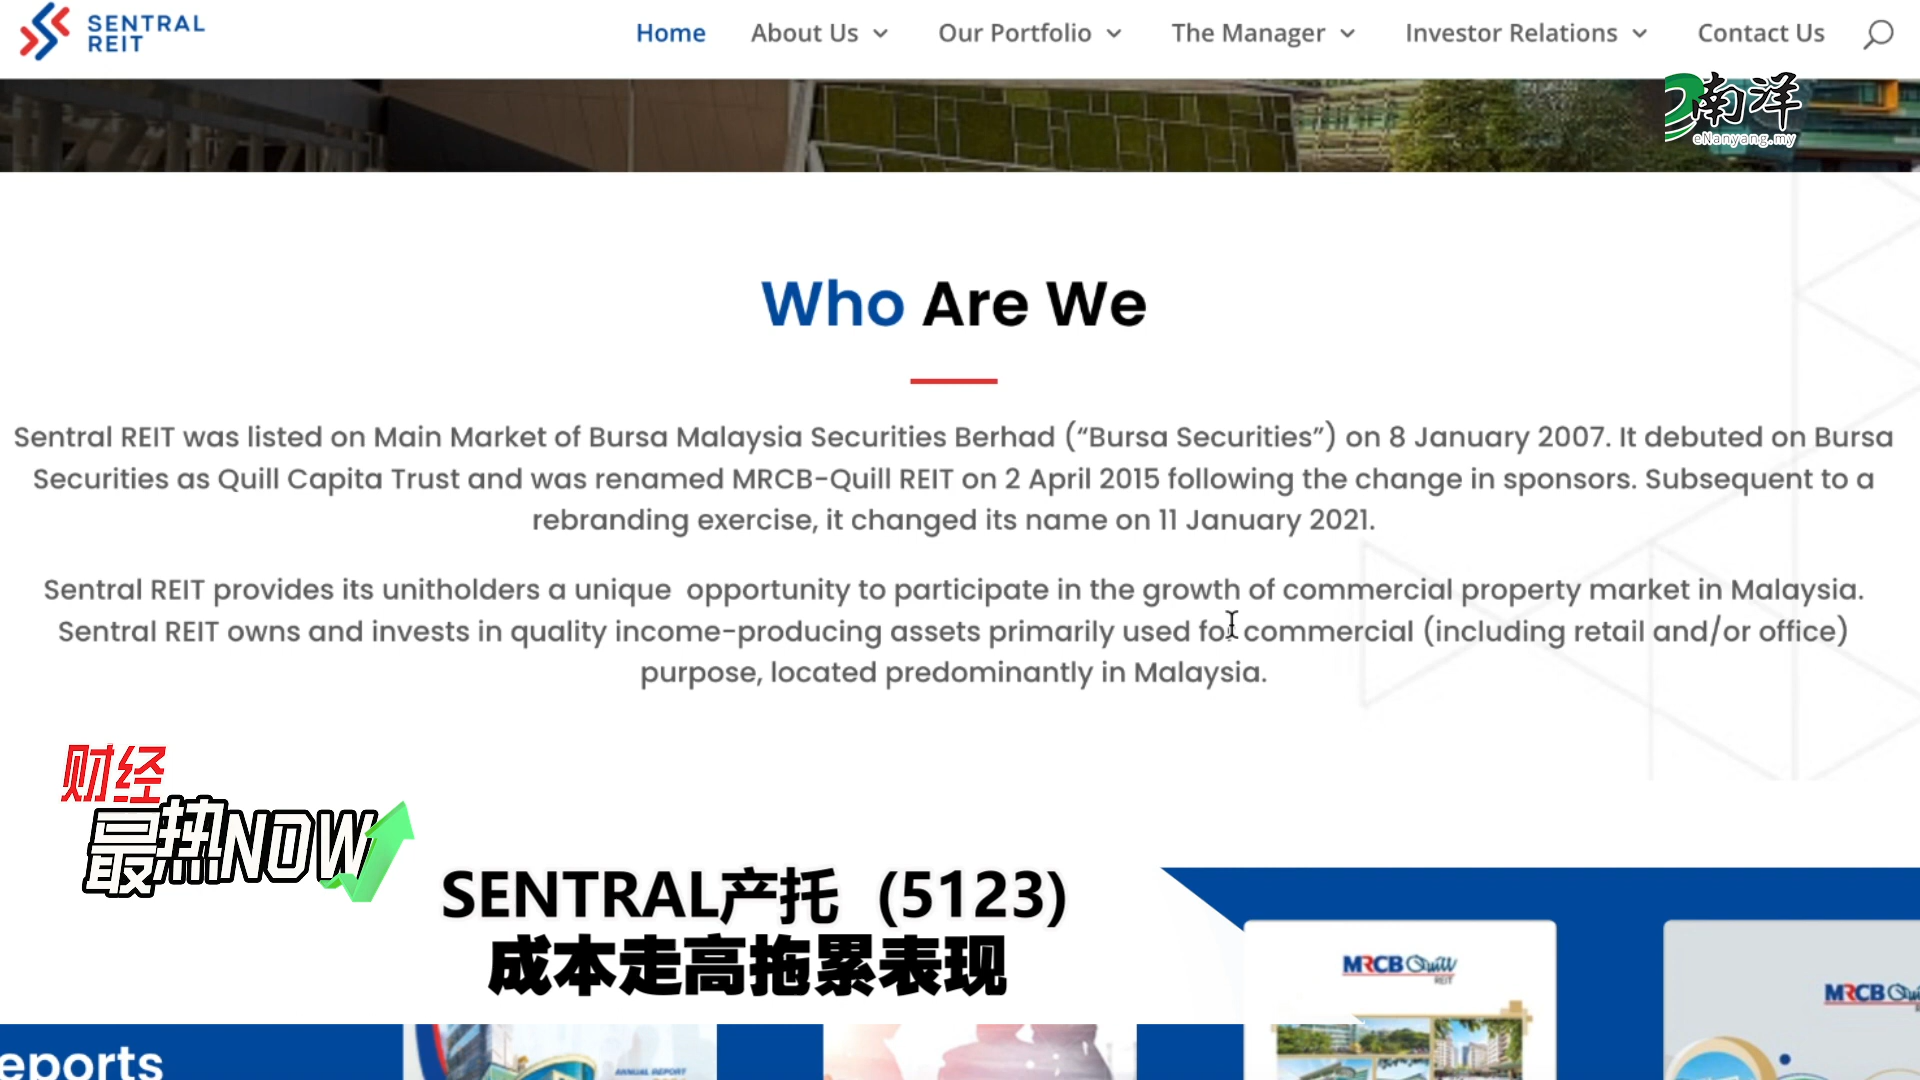 SENTRAL
REIT
Home
About Us
Our Portfolio
The Manager
Investor Relations
Contact Us
南洋
eNanyang.my
Who Are We
Sentral REIT was listed on Main Market of Bursa Malaysia Securities Berhad (“Bursa Securities”) on 8 January 2007. It debuted on Bursa
Securities as Quill Capita Trust and was renamed MRCB-Quill REIT on 2 April 2015 following the change in sponsors. Subsequent to a
rebranding exercise, it changed its name on 11 January 2021.
Sentral REIT provides its unitholders a unique opportunity to participate in the growth of commercial property market in Malaysia.
Sentral REIT owns and invests in quality income-producing assets primarily used for commercial (including retail and/or office)
purpose, located predominantly in Malaysia.
财经
最热NOW
SENTRAL产托 (5123)
成本走高拖累表现
MRCB Quill
REIT
MRCB
eports
ANNUAL REPORT